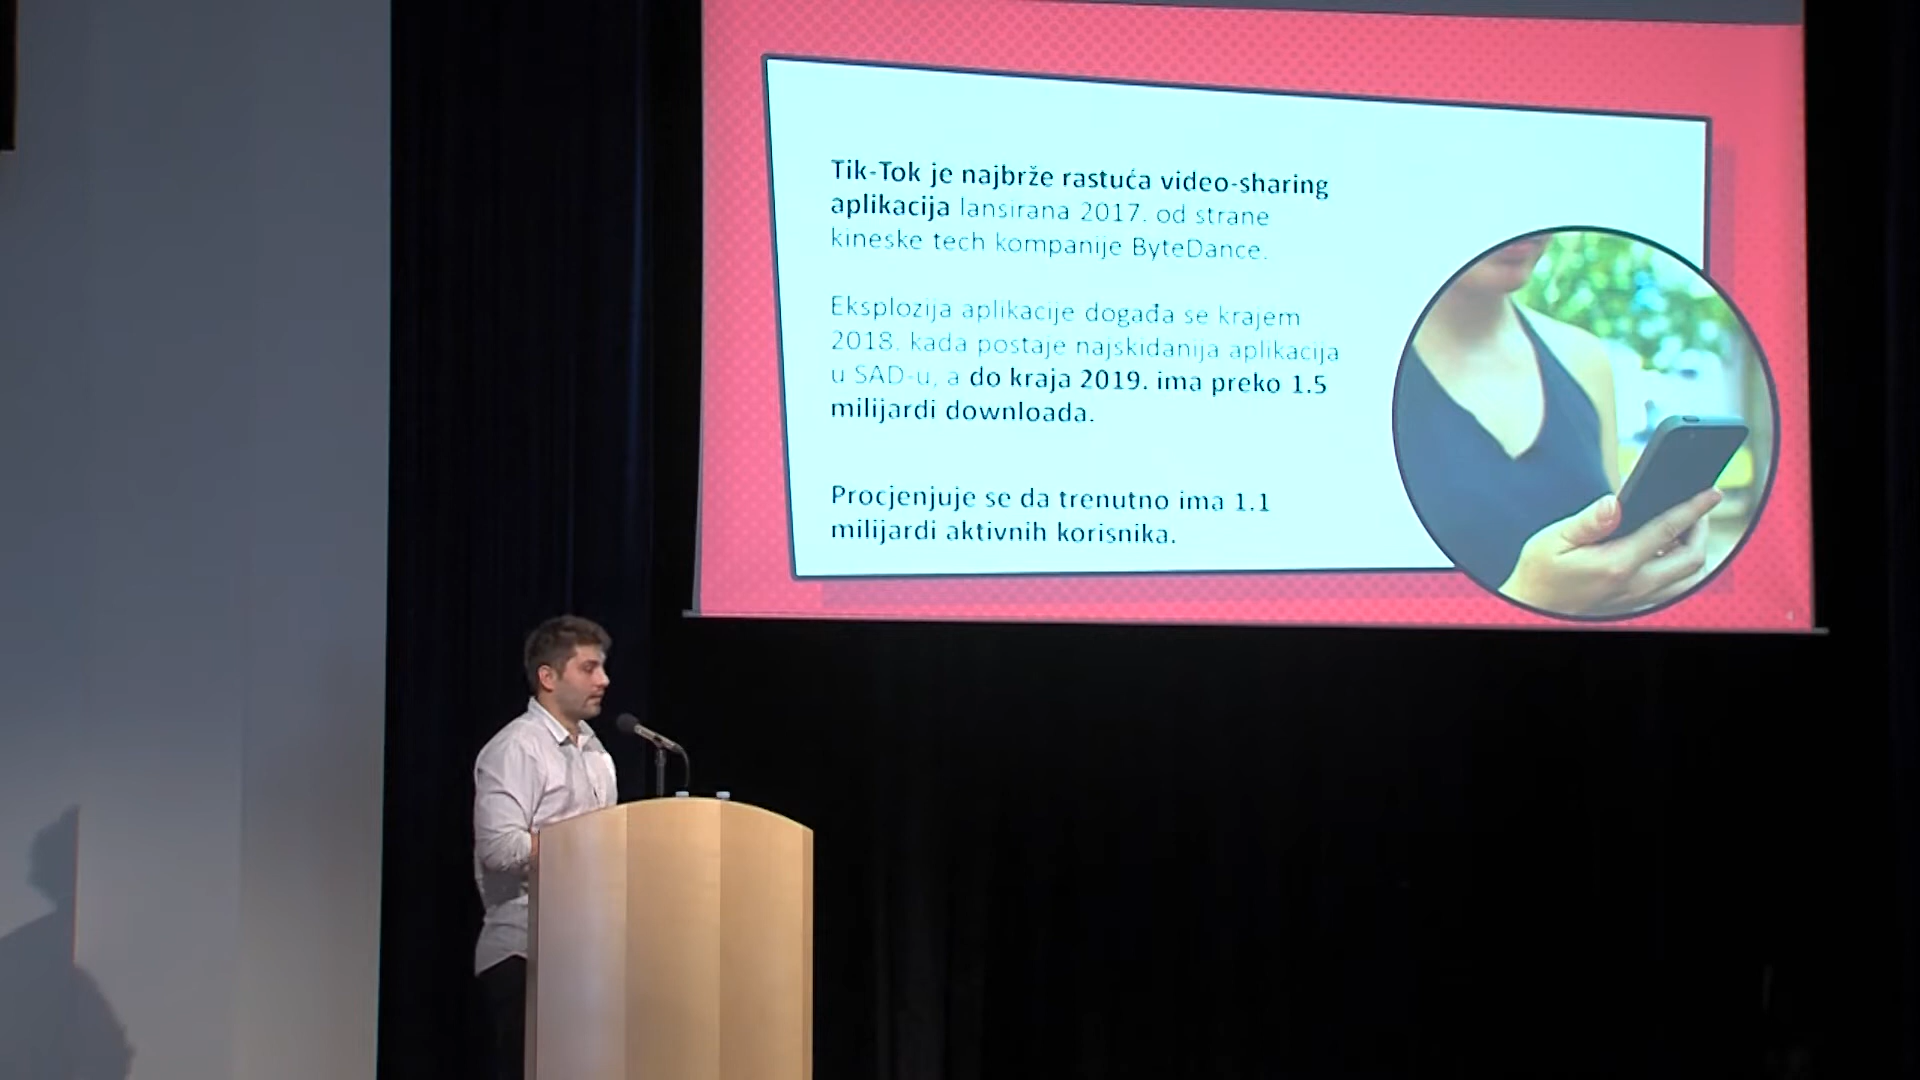 Tik-Tok je najbrže rastuća video-sharing
aplikacija lansirana 2017. od strane
kineske tech kompanije ByteDance.
Eksplozija aplikacije događa se krajem
2018. kada postaje najskidanija aplikacija
u SAD-u, a do kraja 2019. ima preko 1.5
milijardi downloada.
Procjenjuje se da trenutno ima 1.1
milijardi aktivnih korisnika.
4